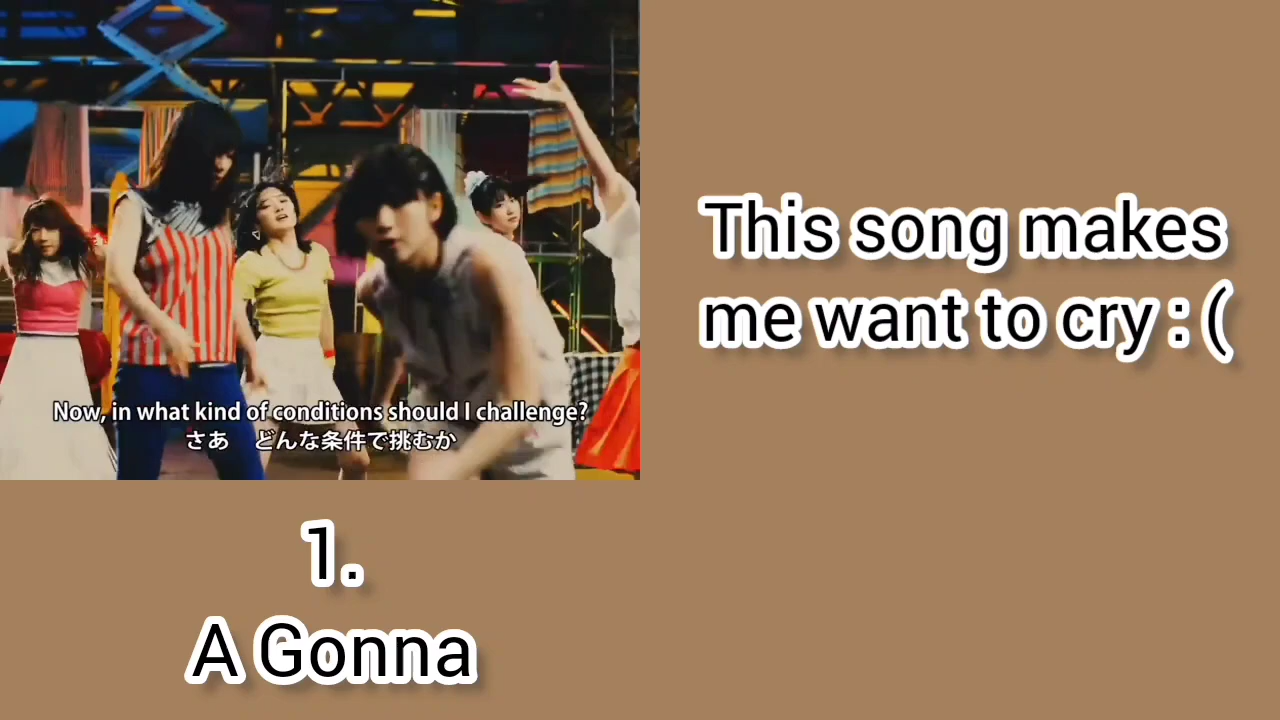 Now, in what kind of conditions should I challenge?
さあ どんな条件で挑むか
1.
A Gonna
This song makes
me want to cry : (